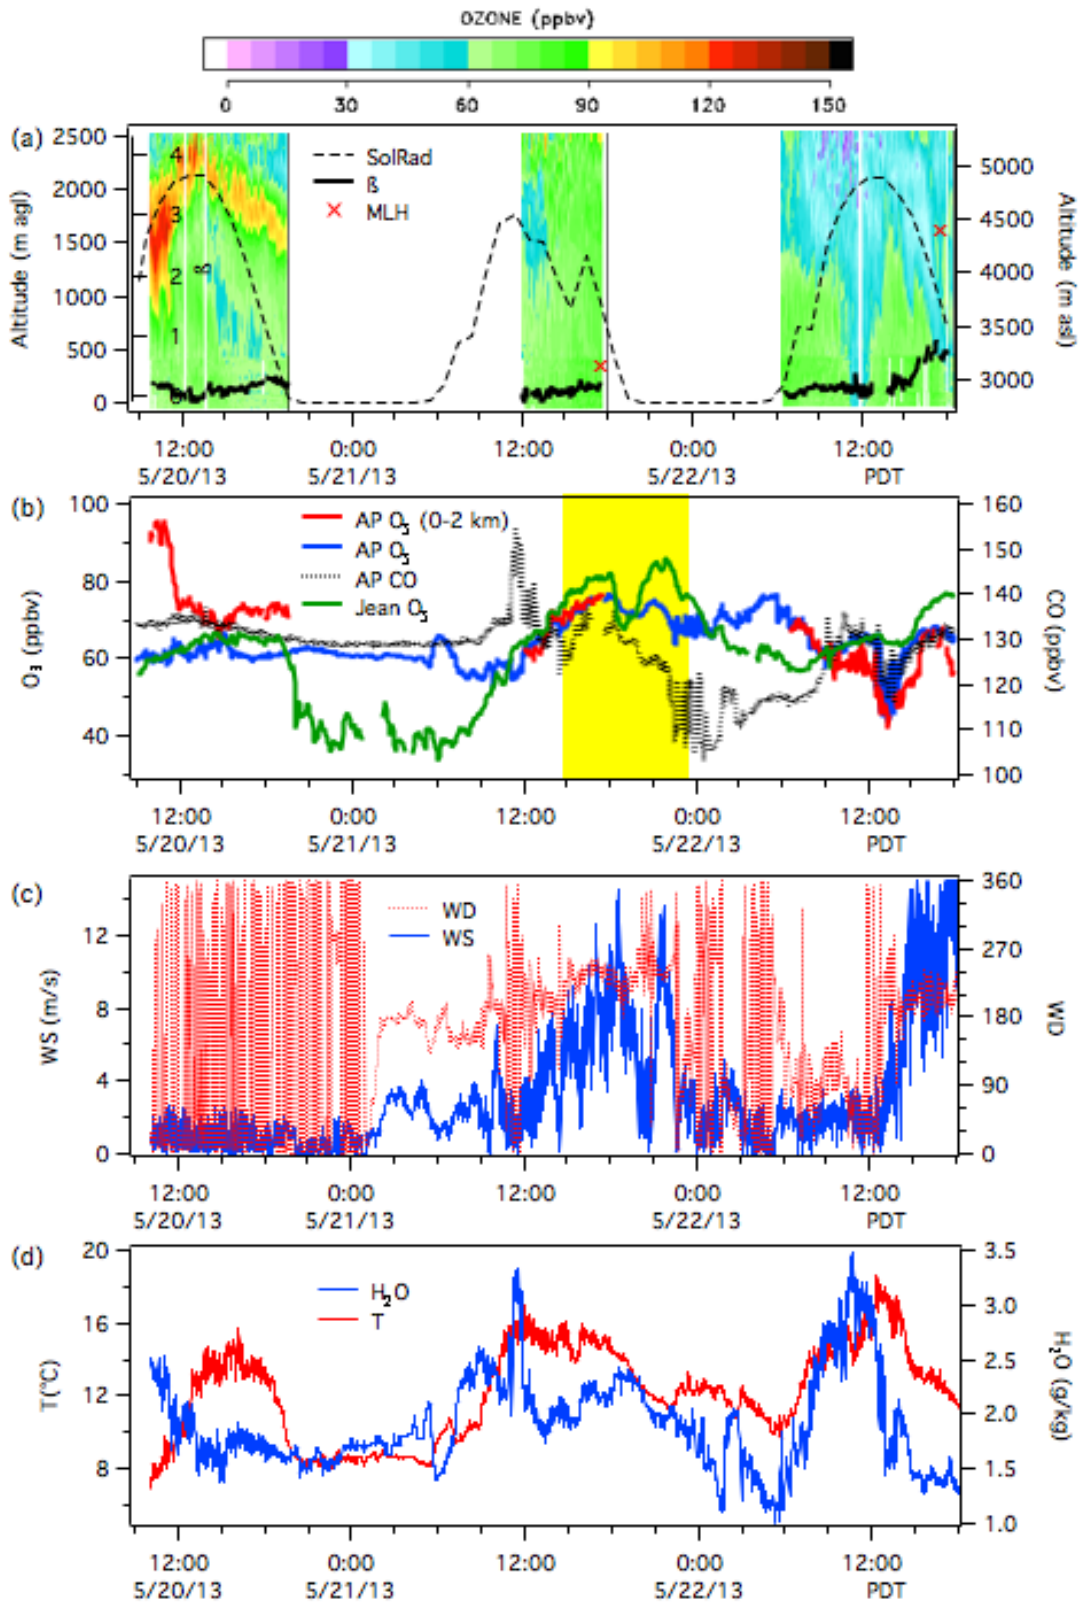 OZONE (ppbv)
0 30 60 90 120 150
(a)
2500
2000
1500
1000
500
0
Altitude (m agl)
4
3
2
1
0
ß
SolRad
ß
MLH
5000
4500
4000
3500
3000
Altitude (m asl)
12:00 0:00 12:00 0:00 12:00
5/20/13 5/21/13 5/22/13 PDT
(b)
100
80
60
40
O3 (ppbv)
AP O3 (0-2 km)
AP O3
AP CO
Jean O3
160
150
140
130
120
110
100
CO (ppbv)
12:00 0:00 12:00 0:00 12:00
5/20/13 5/21/13 5/22/13 PDT
(c)
12
8
4
0
WS (m/s)
WD
WS
360
270
180
90
0
WD
12:00 0:00 12:00 0:00 12:00
5/20/13 5/21/13 5/22/13 PDT
(d)
20
16
12
8
T(°C)
H2O
T
3.5
3.0
2.5
2.0
1.5
1.0
H2O (g/kg)
12:00 0:00 12:00 0:00 12:00
5/20/13 5/21/13 5/22/13 PDT